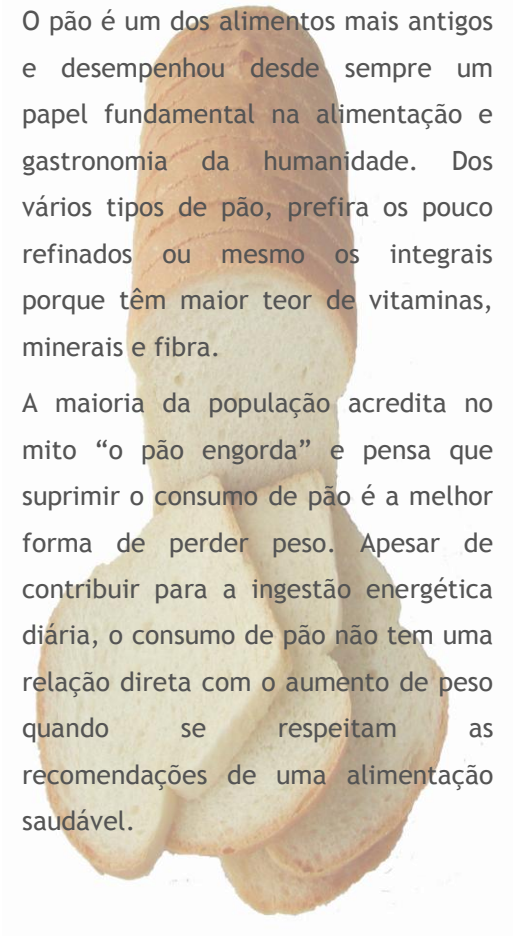 O pão é um dos alimentos mais antigos
e desempenhou desde sempre um
papel fundamental na alimentação e
gastronomia da humanidade. Dos
vários tipos de pão, prefira os pouco
refinados ou mesmo os integrais
porque têm maior teor de vitaminas,
minerais e fibra.
A maioria da população acredita no
mito “o pão engorda” e pensa que
suprimir o consumo de pão é a melhor
forma de perder peso. Apesar de
contribuir para a ingestão energética
diária, o consumo de pão não tem uma
relação direta com o aumento de peso
quando se respeitam as
recomendações de uma alimentação
saudável.